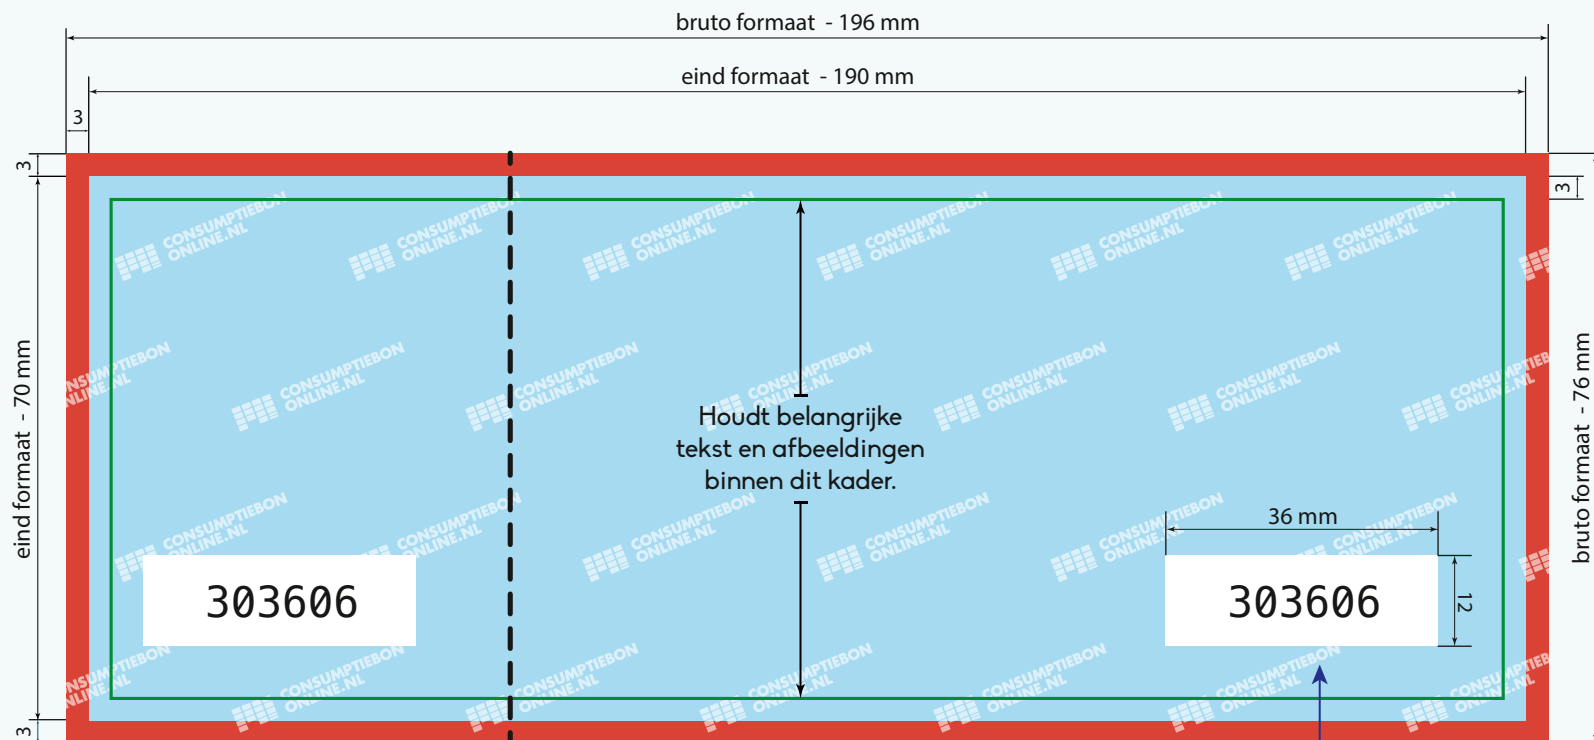 bruto formaat - 196 mm
eind formaat - 190 mm
3
3
3
CONSUMPTIEBON
ONLINE.NL
eind formaat - 70 mm
bruto formaat - 76 mm
Houdt belangrijke
tekst en afbeeldingen
binnen dit kader.
36 mm
303606
303606
12
3